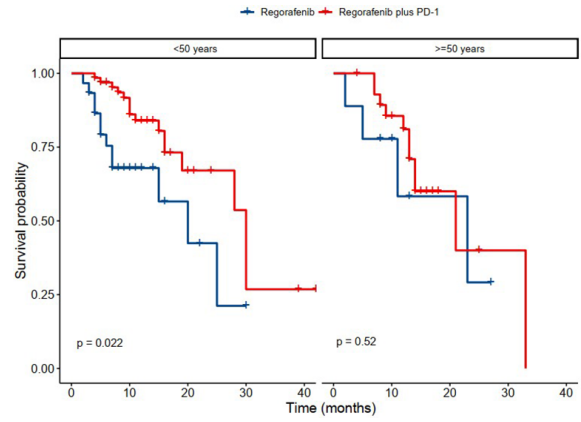 Regorafenib Regorafenib plus PD-1
<50 years >=50 years
Survival probability
1.00
0.75
0.50
0.25
0.00
p = 0.022
p = 0.52
0 10 20 30 40 0 10 20 30 40
Time (months)